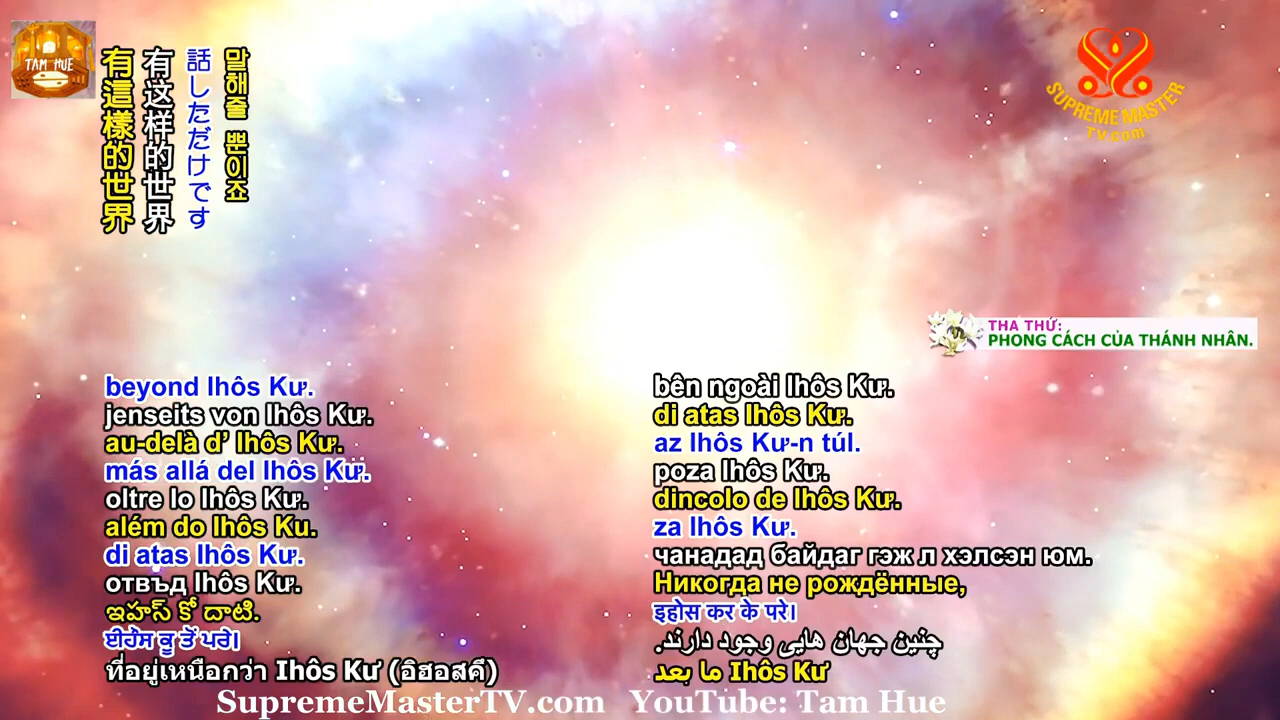 TAM HUE
有這樣的世界
有这样的世界
話しただけです
말해줄 뿐이죠
SUPREME MASTER
TV.com
THA THỨ:
PHONG CÁCH CỦA THÁNH NHÂN.
beyond Ihôs Kư.
jenseits von Ihôs Kư.
au-delà d’ Ihôs Kư.
más allá del Ihôs Kư.
oltre lo Ihôs Kư.
além do Ihôs Ku.
di atas Ihôs Kư.
отвъд Ihôs Kư.
ఇహస్ కో దాటి.
ਈਹੌਸ ਕੂ ਤੋਂ ਪਰੇ।
ที่อยู่เหนือกว่า Ihôs Kư (อิฮอสคึ)
bên ngoài Ihôs Kư.
di atas Ihôs Kư.
az Ihôs Kư-n túl.
poza Ihôs Kư.
dincolo de Ihôs Kư.
za Ihôs Kư.
чанадад байдаг гэж л хэлсэн юм.
Никогда не рождённые,
इहोस कर के परे।
چنین جهان هایی وجود دارند.
ما بعد Ihôs Kư
SupremeMasterTV.com YouTube: Tam Hue